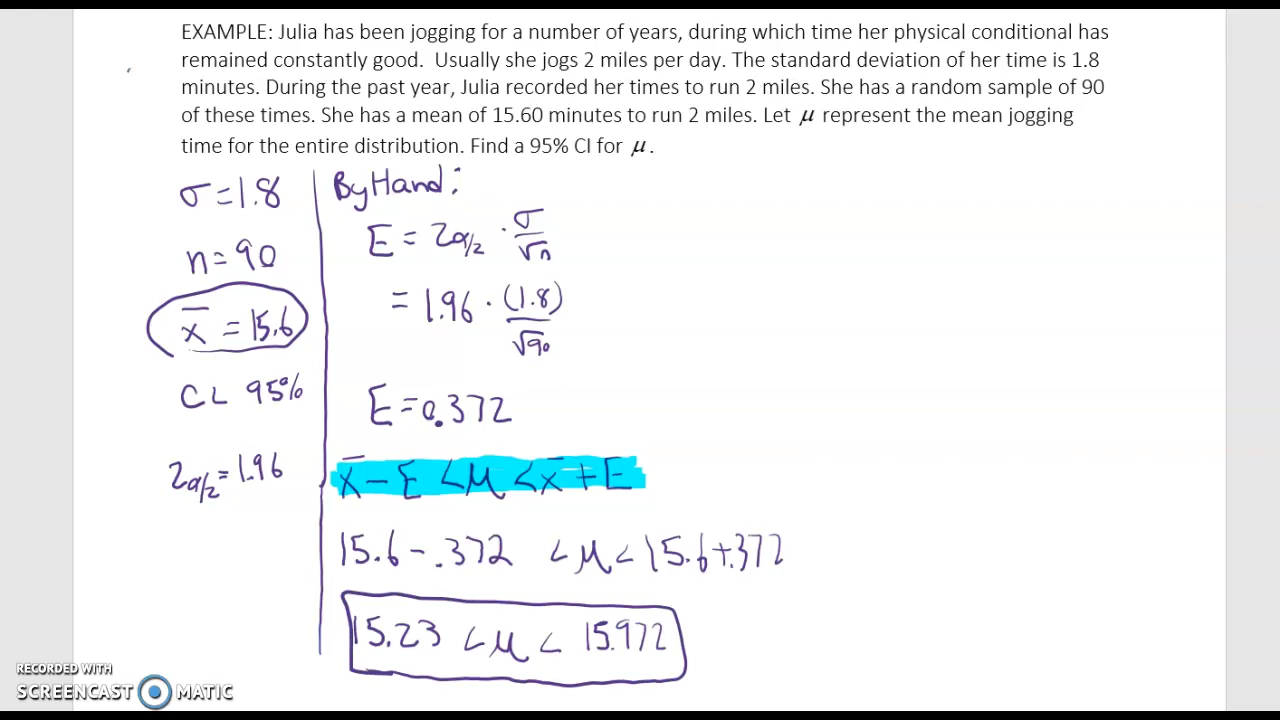 EXAMPLE: Julia has been jogging for a number of years, during which time her physical conditional has
remained constantly good. Usually she jogs 2 miles per day. The standard deviation of her time is 1.8
minutes. During the past year, Julia recorded her times to run 2 miles. She has a random sample of 90
of these times. She has a mean of 15.60 minutes to run 2 miles. Let μ represent the mean jogging
time for the entire distribution. Find a 95% CI for μ.
σ = 1.8
n = 90
x̄ = 15.6
CL 95%
Zα/2 = 1.96
By Hand:
E = Zα/2 · σ/√n
= 1.96 · (1.8)/√90
E = 0.372
x̄ - E < μ < x̄ + E
15.6 - .372 < μ < 15.6 + .372
15.23 < μ < 15.972
RECORDED WITH
SCREENCAST MATIC